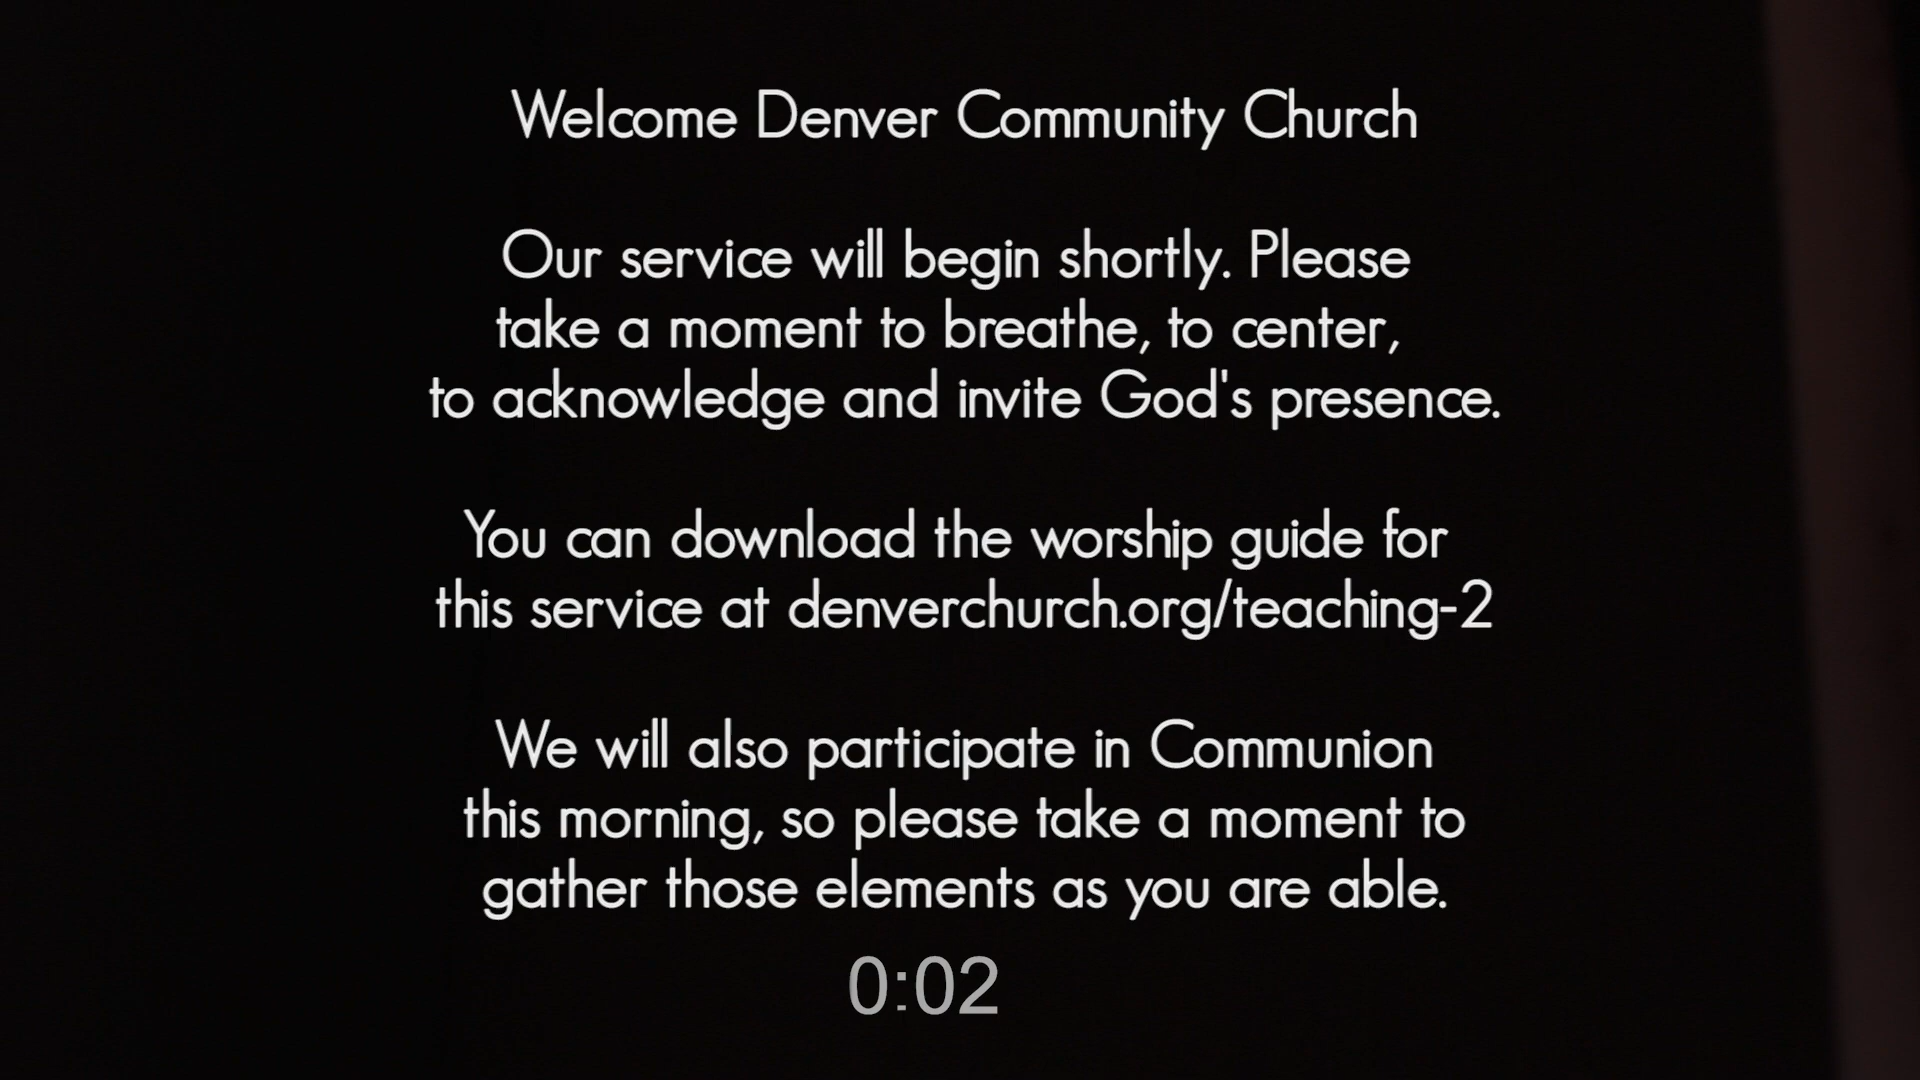 Welcome Denver Community Church
Our service will begin shortly. Please
take a moment to breathe, to center,
to acknowledge and invite God's presence.
You can download the worship guide for
this service at denverchurch.org/teaching-2
We will also participate in Communion
this morning, so please take a moment to
gather those elements as you are able.
0:02